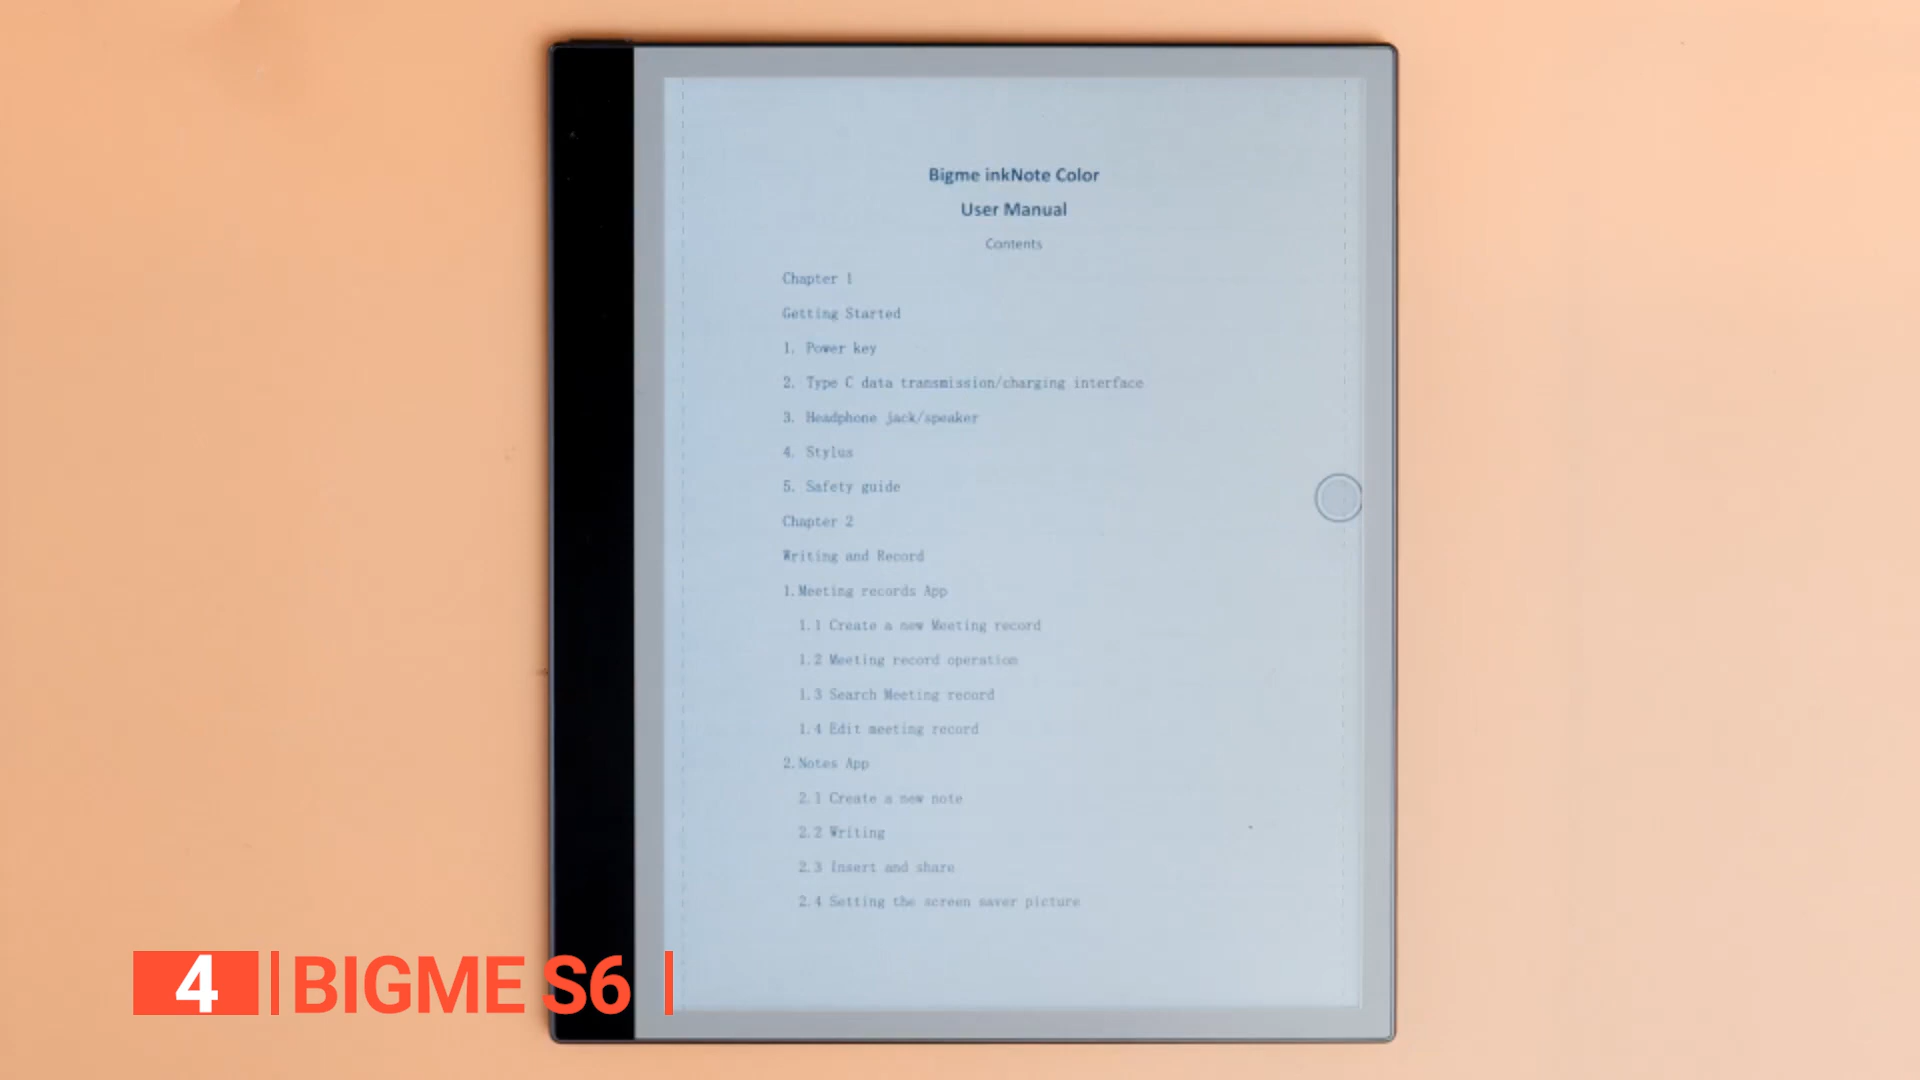 Bigme inkNote Color
User Manual
Contents
Chapter 1
Getting Started
1. Power key
2. Type C data transmission/charging interface
3. Headphone jack/speaker
4. Stylus
5. Safety guide
Chapter 2
Writing and Record
1.Meeting records App
1.1 Create a new Meeting record
1.2 Meeting record operation
1.3 Search Meeting record
1.4 Edit meeting record
2.Notes App
2.1 Create a new note
2.2 Writing
2.3 Insert and share
2.4 Setting the screen saver picture
4 BIGME S6